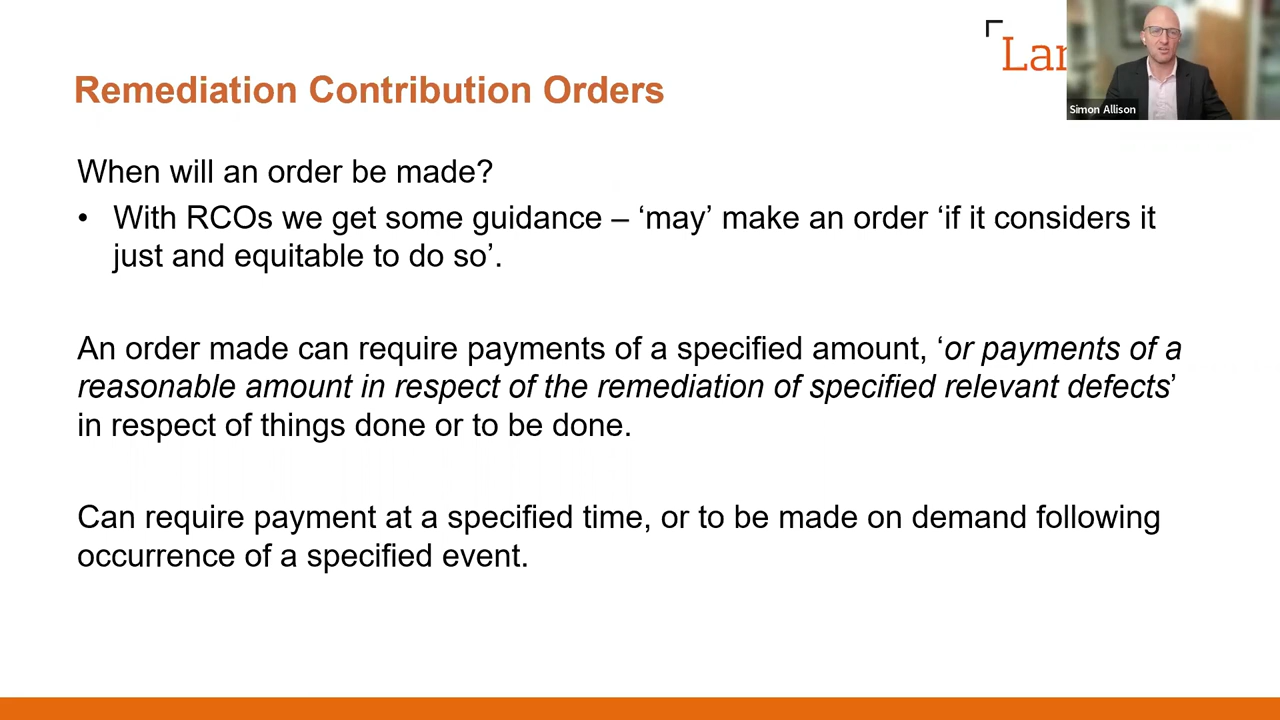 Lan
Simon Allison
Remediation Contribution Orders
When will an order be made?
• With RCOs we get some guidance – ‘may’ make an order ‘if it considers it
just and equitable to do so’.
An order made can require payments of a specified amount, ‘or payments of a
reasonable amount in respect of the remediation of specified relevant defects’
in respect of things done or to be done.
Can require payment at a specified time, or to be made on demand following
occurrence of a specified event.